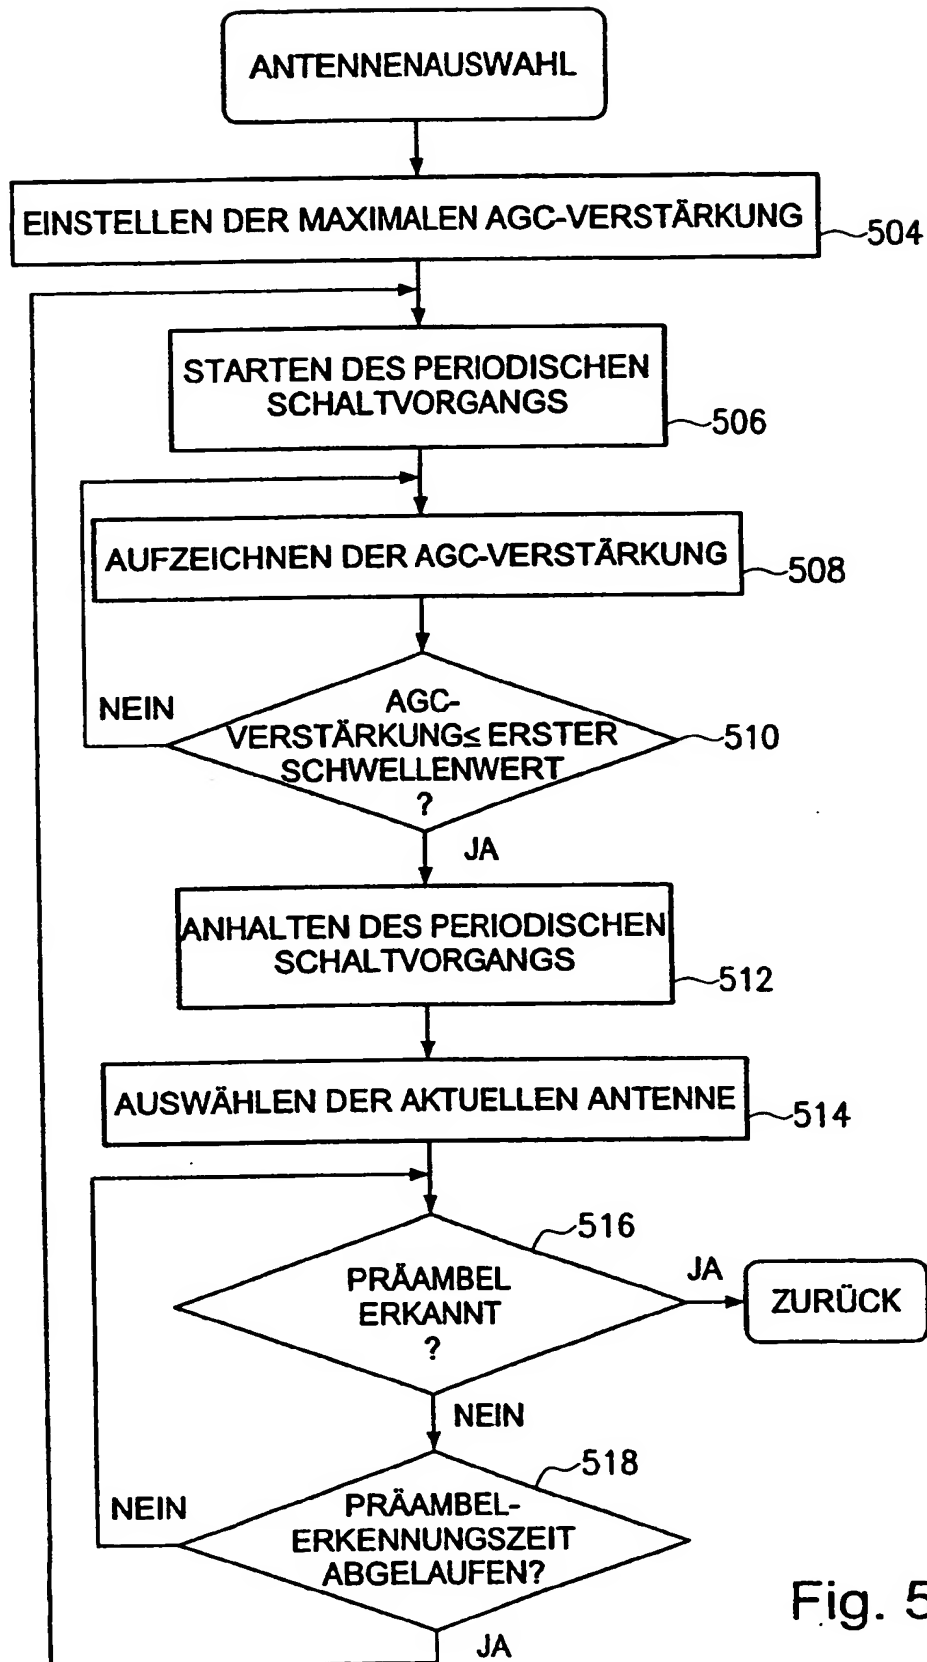 ANTENNENAUSWAHL
EINSTELLEN DER MAXIMALEN AGC-VERSTÄRKUNG
504
STARTEN DES PERIODISCHEN
SCHALTVORGANGS
506
AUFZEICHNEN DER AGC-VERSTÄRKUNG
508
NEIN
AGC-
VERSTÄRKUNG≤ ERSTER
SCHWELLENWERT
?
510
JA
ANHALTEN DES PERIODISCHEN
SCHALTVORGANGS
512
AUSWÄHLEN DER AKTUELLEN ANTENNE
514
516
PRÄAMBEL
ERKANNT
?
JA
ZURÜCK
NEIN
518
NEIN
PRÄAMBEL-
ERKENNUNGSZEIT
ABGELAUFEN?
JA
Fig. 5